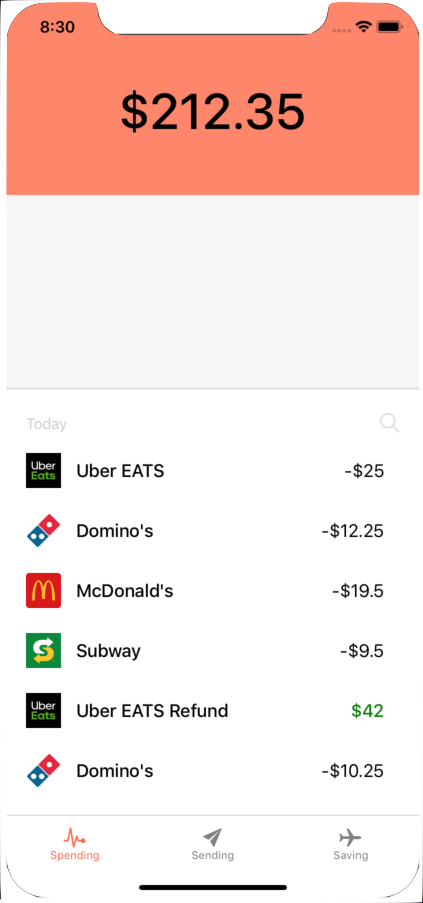 8:30
$212.35
Today
Uber Eats Uber EATS -$25
Domino's -$12.25
McDonald's -$19.5
Subway -$9.5
Uber Eats Uber EATS Refund $42
Domino's -$10.25
Spending Sending Saving